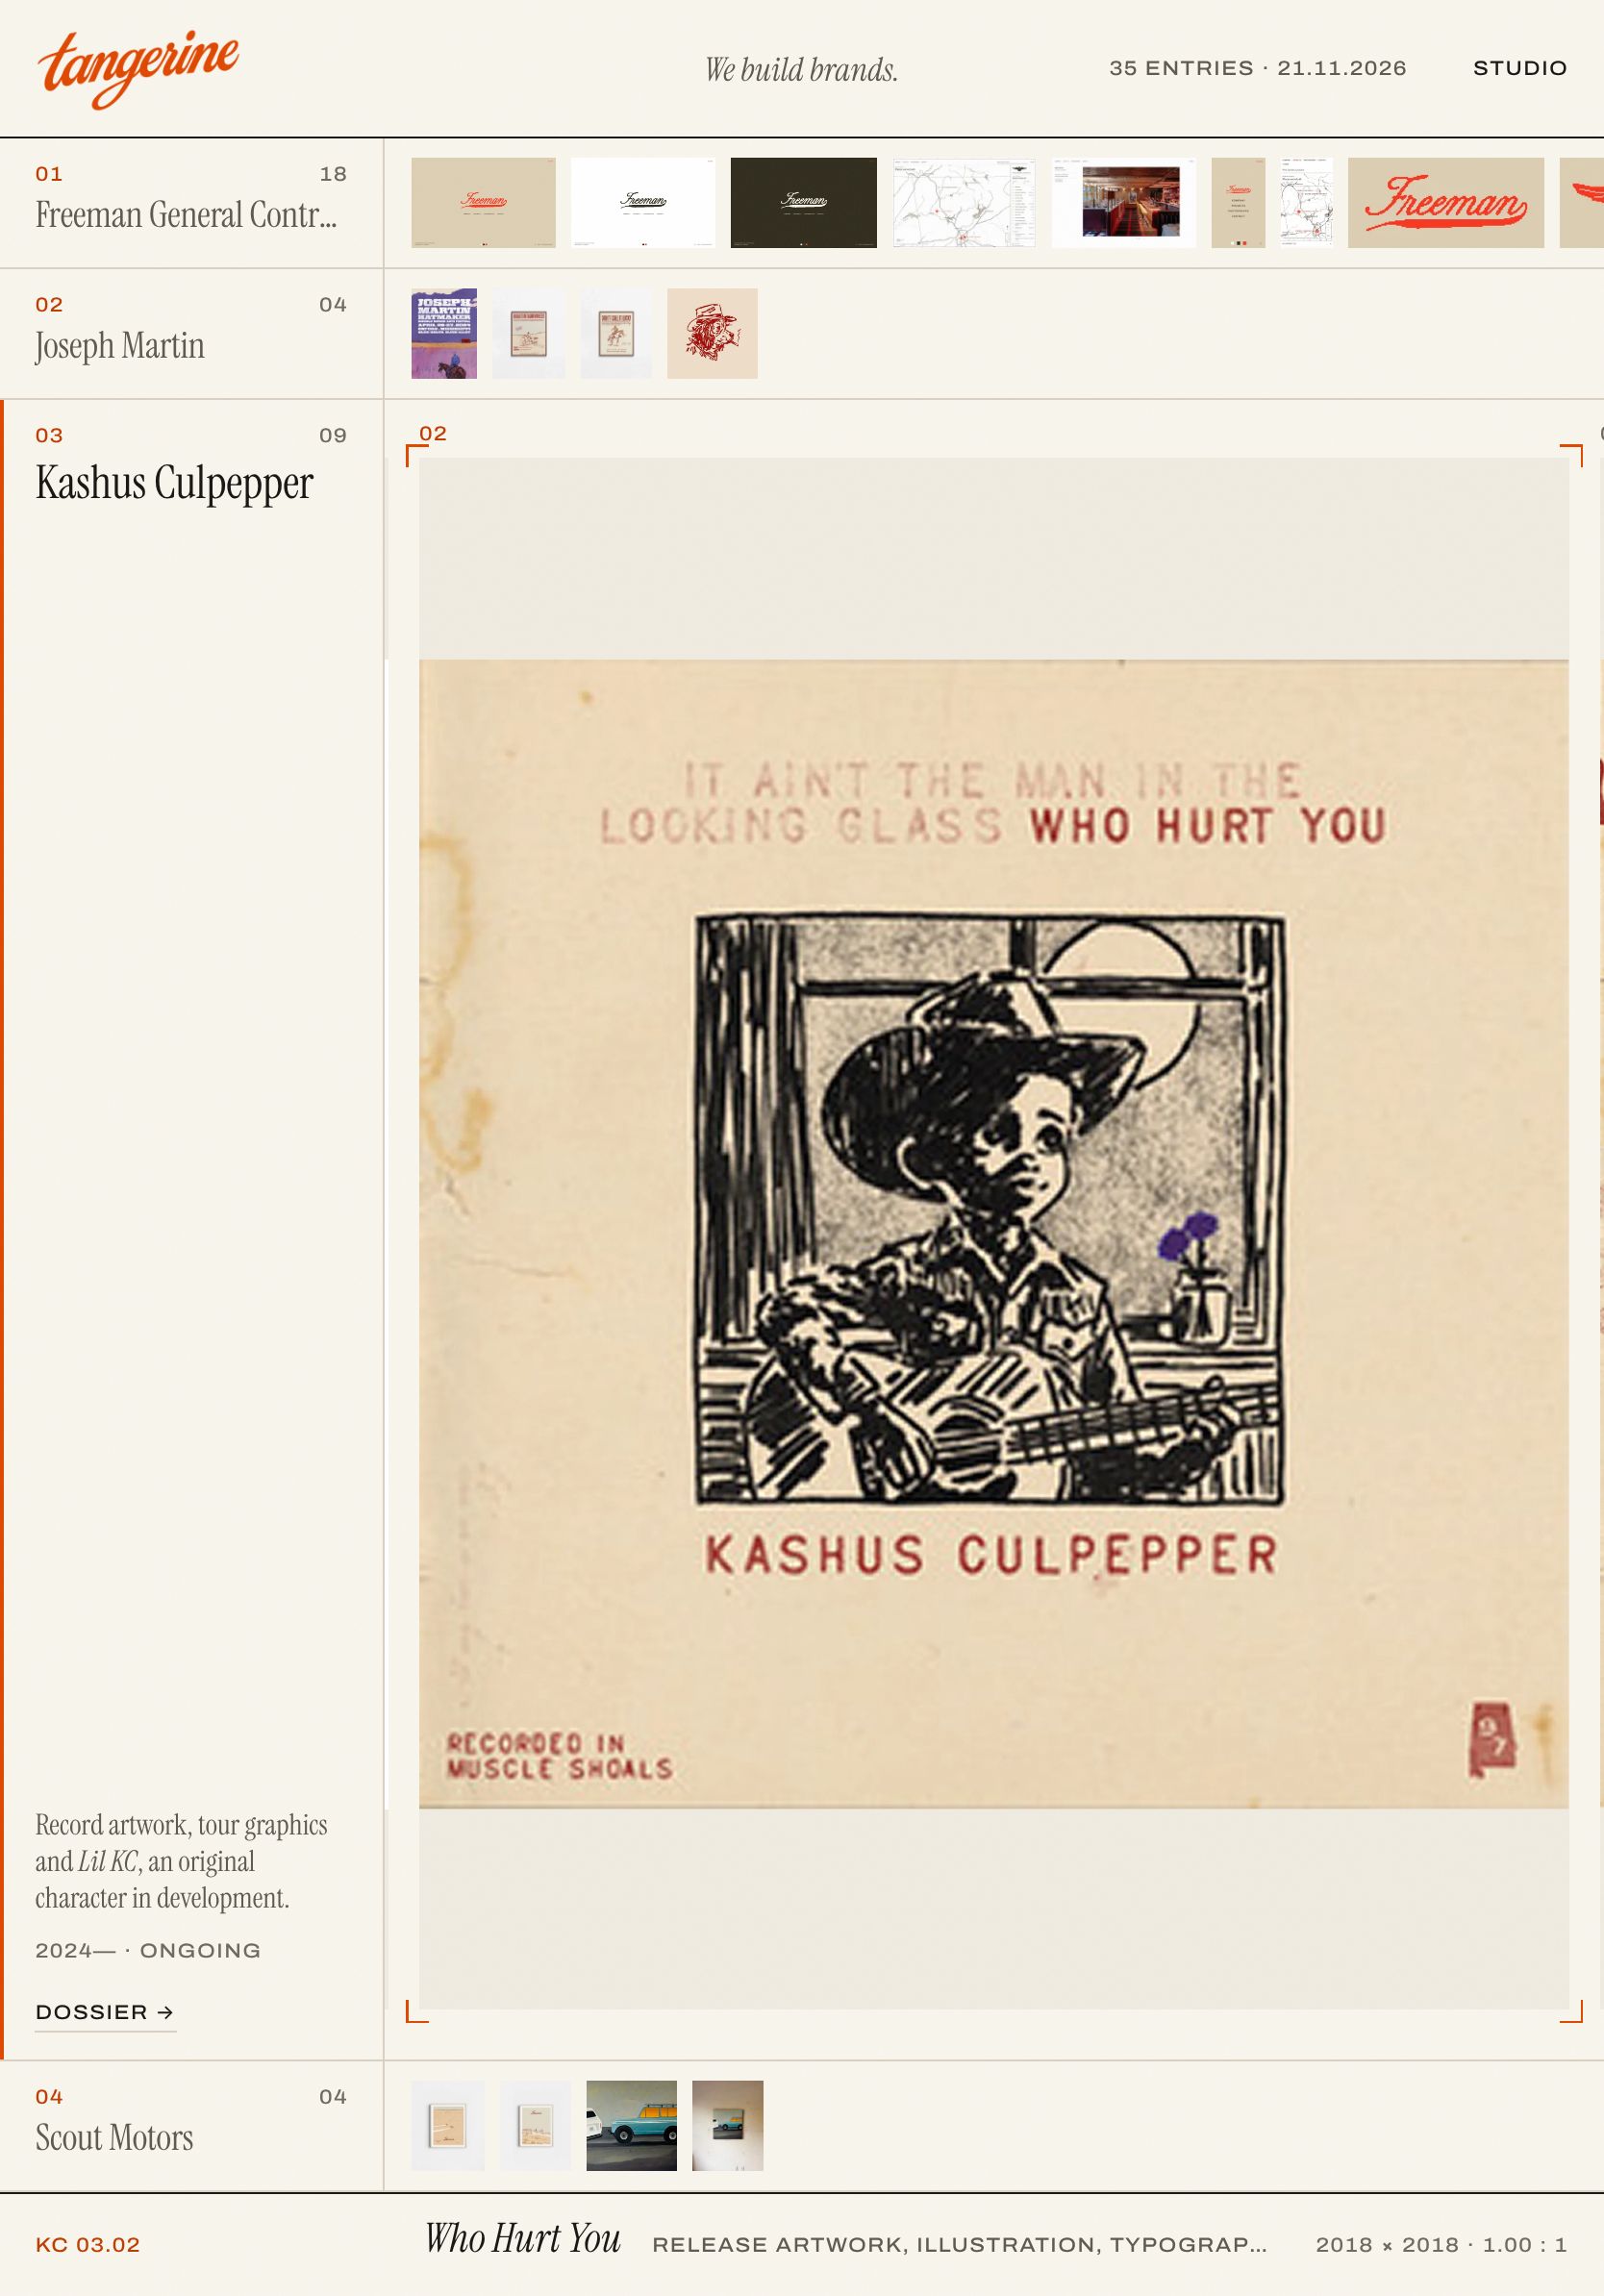 tangerine
We build brands.
35 ENTRIES · 21.11.2026
STUDIO
01
18
Freeman General Contr...
Freeman
Freeman
Freeman
Freeman
Freeman
02
04
Joseph Martin
JOSEPH
MARTIN
HATMAKER
03
09
Kashus Culpepper
02
IT AIN'T THE MAN IN THE
LOOKING GLASS WHO HURT YOU
KASHUS CULPEPPER
RECORDED IN
MUSCLE SHOALS
97
Record artwork, tour graphics
and Lil KC, an original
character in development.
2024— · ONGOING
DOSSIER →
04
04
Scout Motors
KC 03.02
Who Hurt You
RELEASE ARTWORK, ILLUSTRATION, TYPOGRAP...
2018 × 2018 · 1.00 : 1